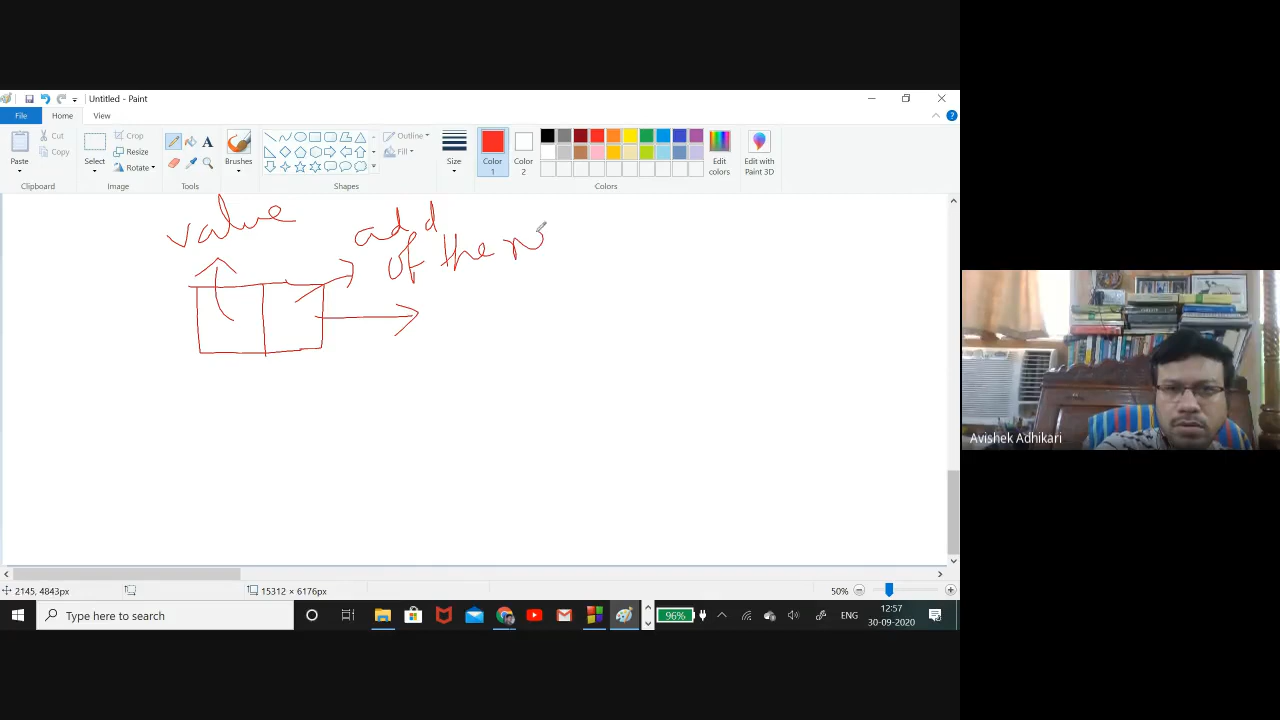 Untitled - Paint
File Home View
Cut
Copy
Paste
Clipboard
Select
Crop
Resize
Rotate
Image
Tools
Brushes
Shapes
Outline
Fill
Size
Color 1
Color 2
Colors
Edit colors
Edit with Paint 3D
value
add
of the n
Avishek Adhikari
2145, 4843px
15312 × 6176px
50%
Type here to search
96%
ENG
12:57
30-09-2020